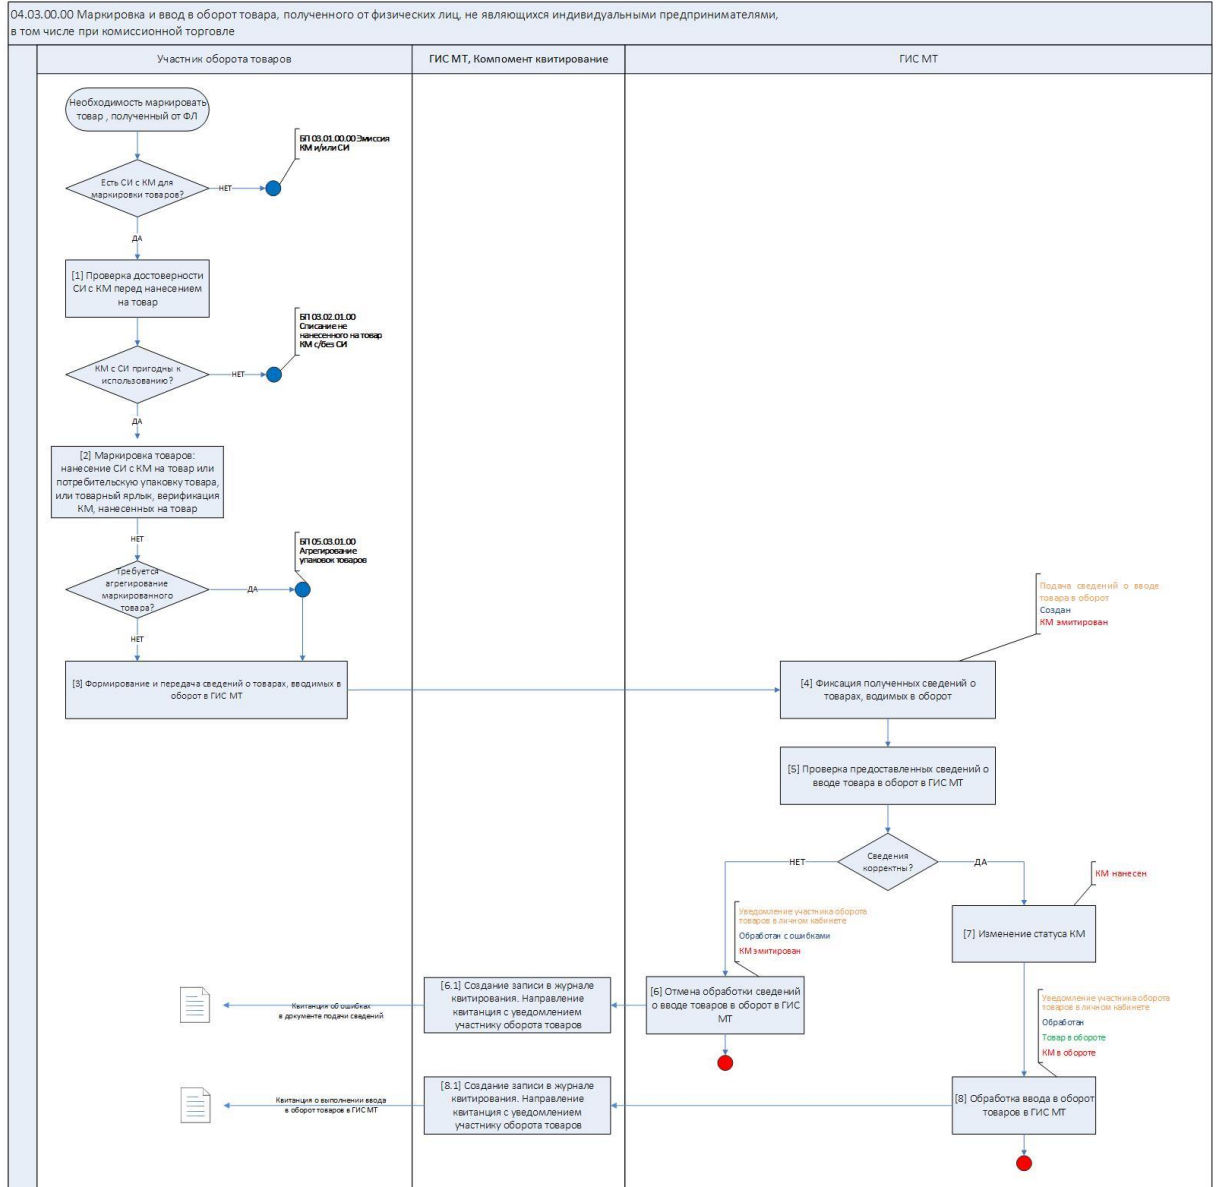 04.03.00.00 Маркировка и ввод в оборот товара, полученного от физических лиц, не являющихся индивидуальными предпринимателями,
в том числе при комиссионной торговле
Участник оборота товаров
ГИС МТ, Компомент квитирование
ГИС МТ
Необходимость маркировать
товар , полученный от ФЛ
БП 03.01.00.00 Эмиссия
КМ и/или СИ
Есть СИ с КМ для
маркировки товаров?
НЕТ
ДА
[1] Проверка достоверности
СИ с КМ перед нанесением
на товар
БП 03.02.01.00
Списание не
нанесенного на товар
КМ с/без СИ
КМ с СИ пригодны к
использованию?
НЕТ
ДА
[2] Маркировка товаров:
нанесение СИ с КМ на товар или
потребительскую упаковку товара,
или товарный ярлык, верификация
КМ, нанесенных на товар
НЕТ
БП 05.03.01.00
Агрегирование
упаковок товаров
Требуется
агрегирование
маркированного
товара?
ДА
НЕТ
Подача сведений о вводе
товара в оборот
Создан
КМ эмитирован
[3] Формирование и передача сведений о товарах, вводимых в
оборот в ГИС МТ
[4] Фиксация полученных сведений о
товарах, водимых в оборот
[5] Проверка предоставленных сведений о
вводе товара в оборот в ГИС МТ
Сведения
корректны?
НЕТ
ДА
КМ нанесен
Уведомление участника оборота
товаров в личном кабинете
Обработан с ошибками
КМ эмитирован
[7] Изменение статуса КМ
[6] Отмена обработки сведений
о вводе товаров в оборот в ГИС
МТ
[6.1] Создание записи в журнале
квитирования. Направление
квитанция с уведомлением
участнику оборота товаров
Квитанция об ошибках
в документе подачи сведений
Уведомление участника оборота
товаров в личном кабинете
Обработан
Товар в обороте
КМ в обороте
[8] Обработка ввода в оборот
товаров в ГИС МТ
[8.1] Создание записи в журнале
квитирования. Направление
квитанция с уведомлением
участнику оборота товаров
Квитанция о выполнении ввода
в оборот товаров в ГИС МТ